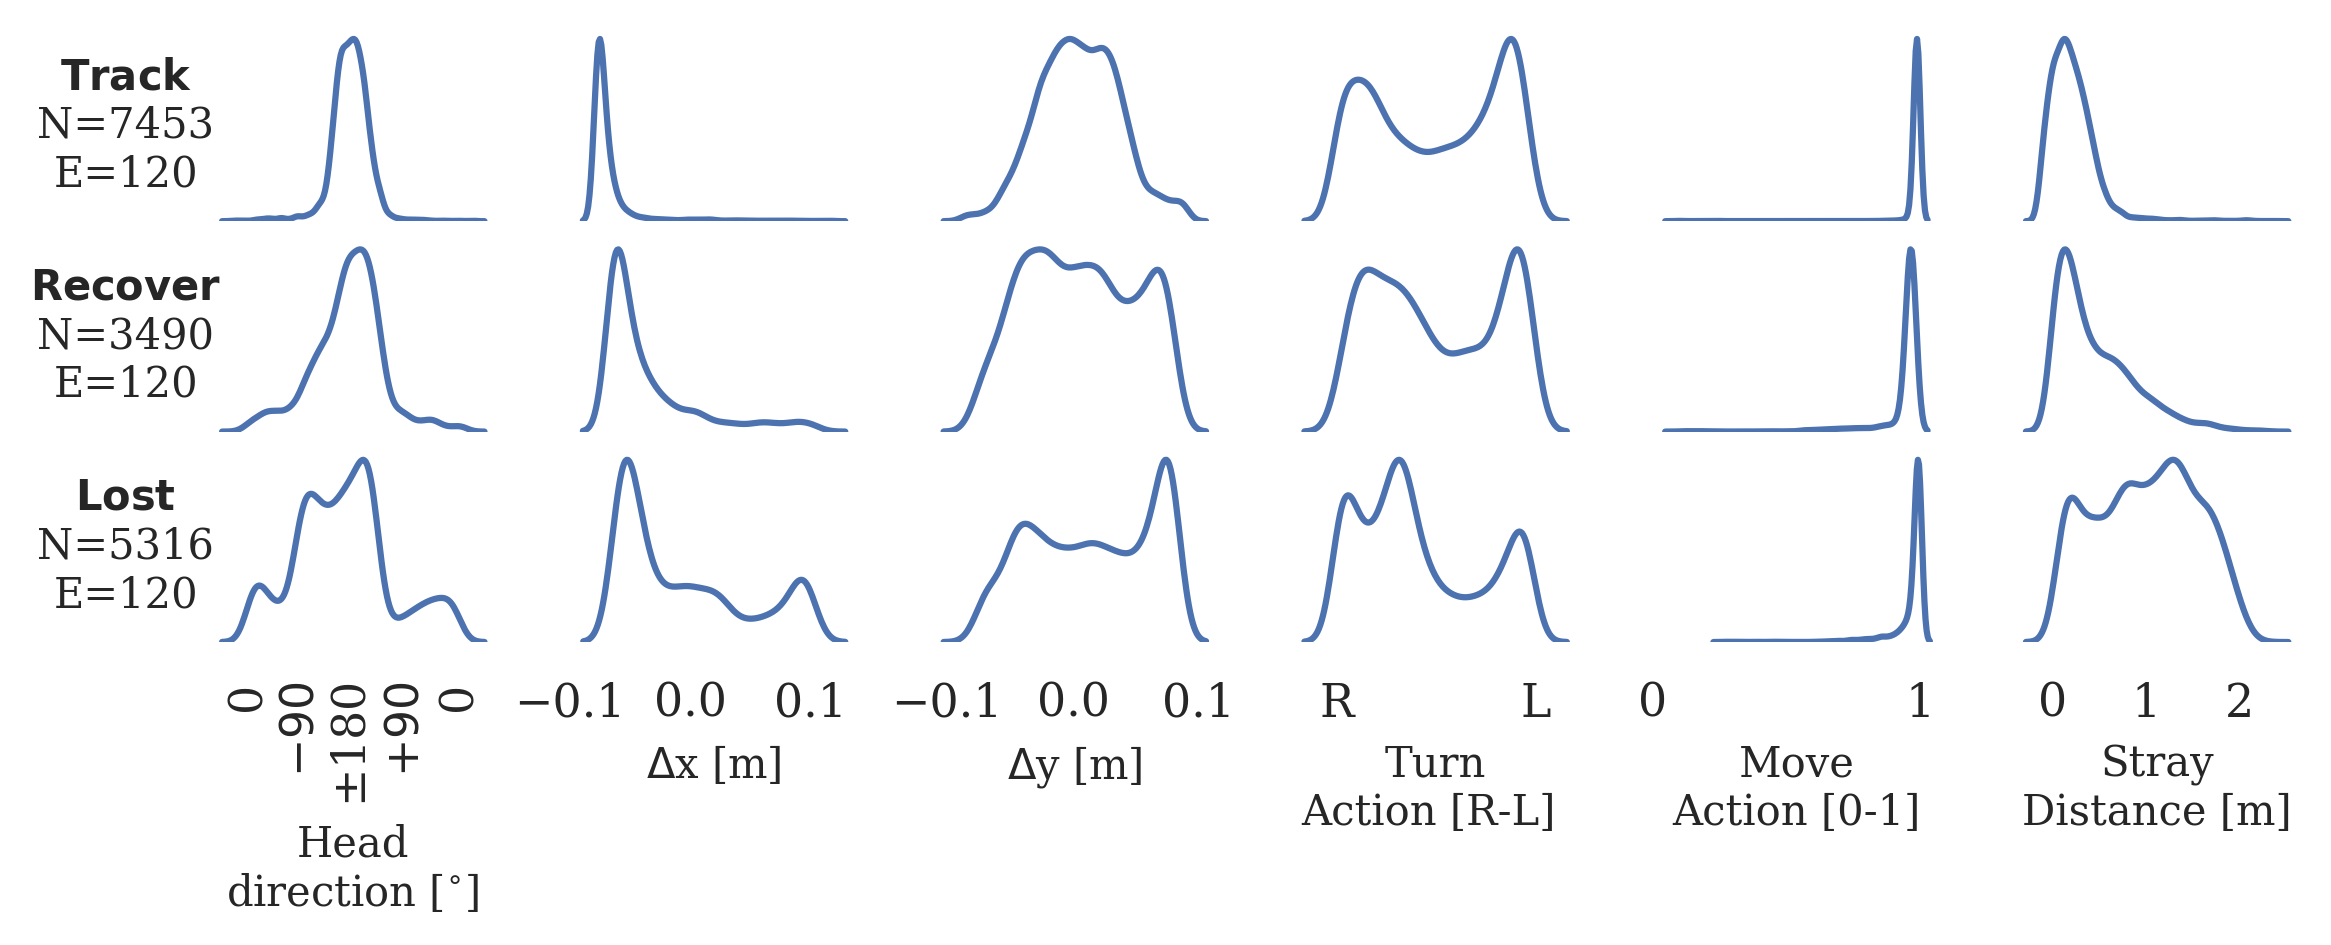 Track
N=7453
E=120
Recover
N=3490
E=120
Lost
N=5316
E=120
0 −90 ±180 +90 0
Head
direction [°]
−0.1 0.0 0.1
Δx [m]
−0.1 0.0 0.1
Δy [m]
R L
Turn
Action [R-L]
0 1
Move
Action [0-1]
0 1 2
Stray
Distance [m]